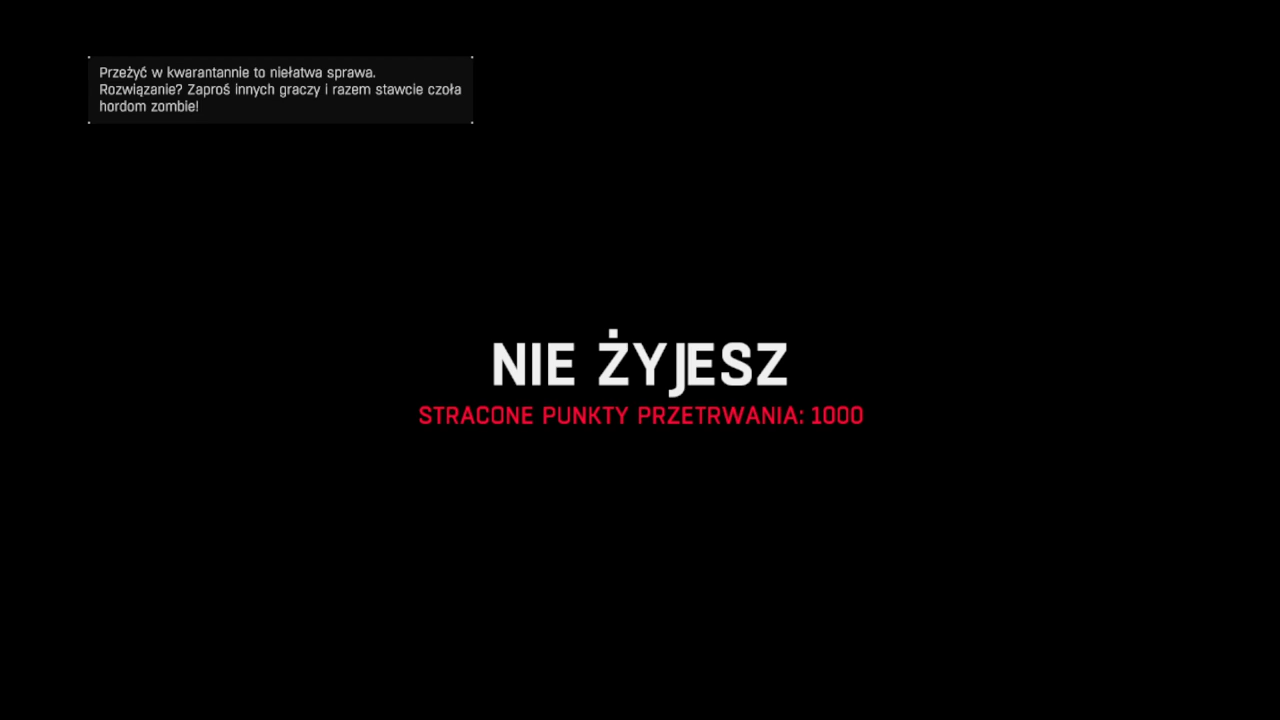 Przeżyć w kwarantannie to niełatwa sprawa.
Rozwiązanie? Zaproś innych graczy i razem stawcie czoła
hordom zombie!
NIE ŻYJESZ
STRACONE PUNKTY PRZETRWANIA: 1000